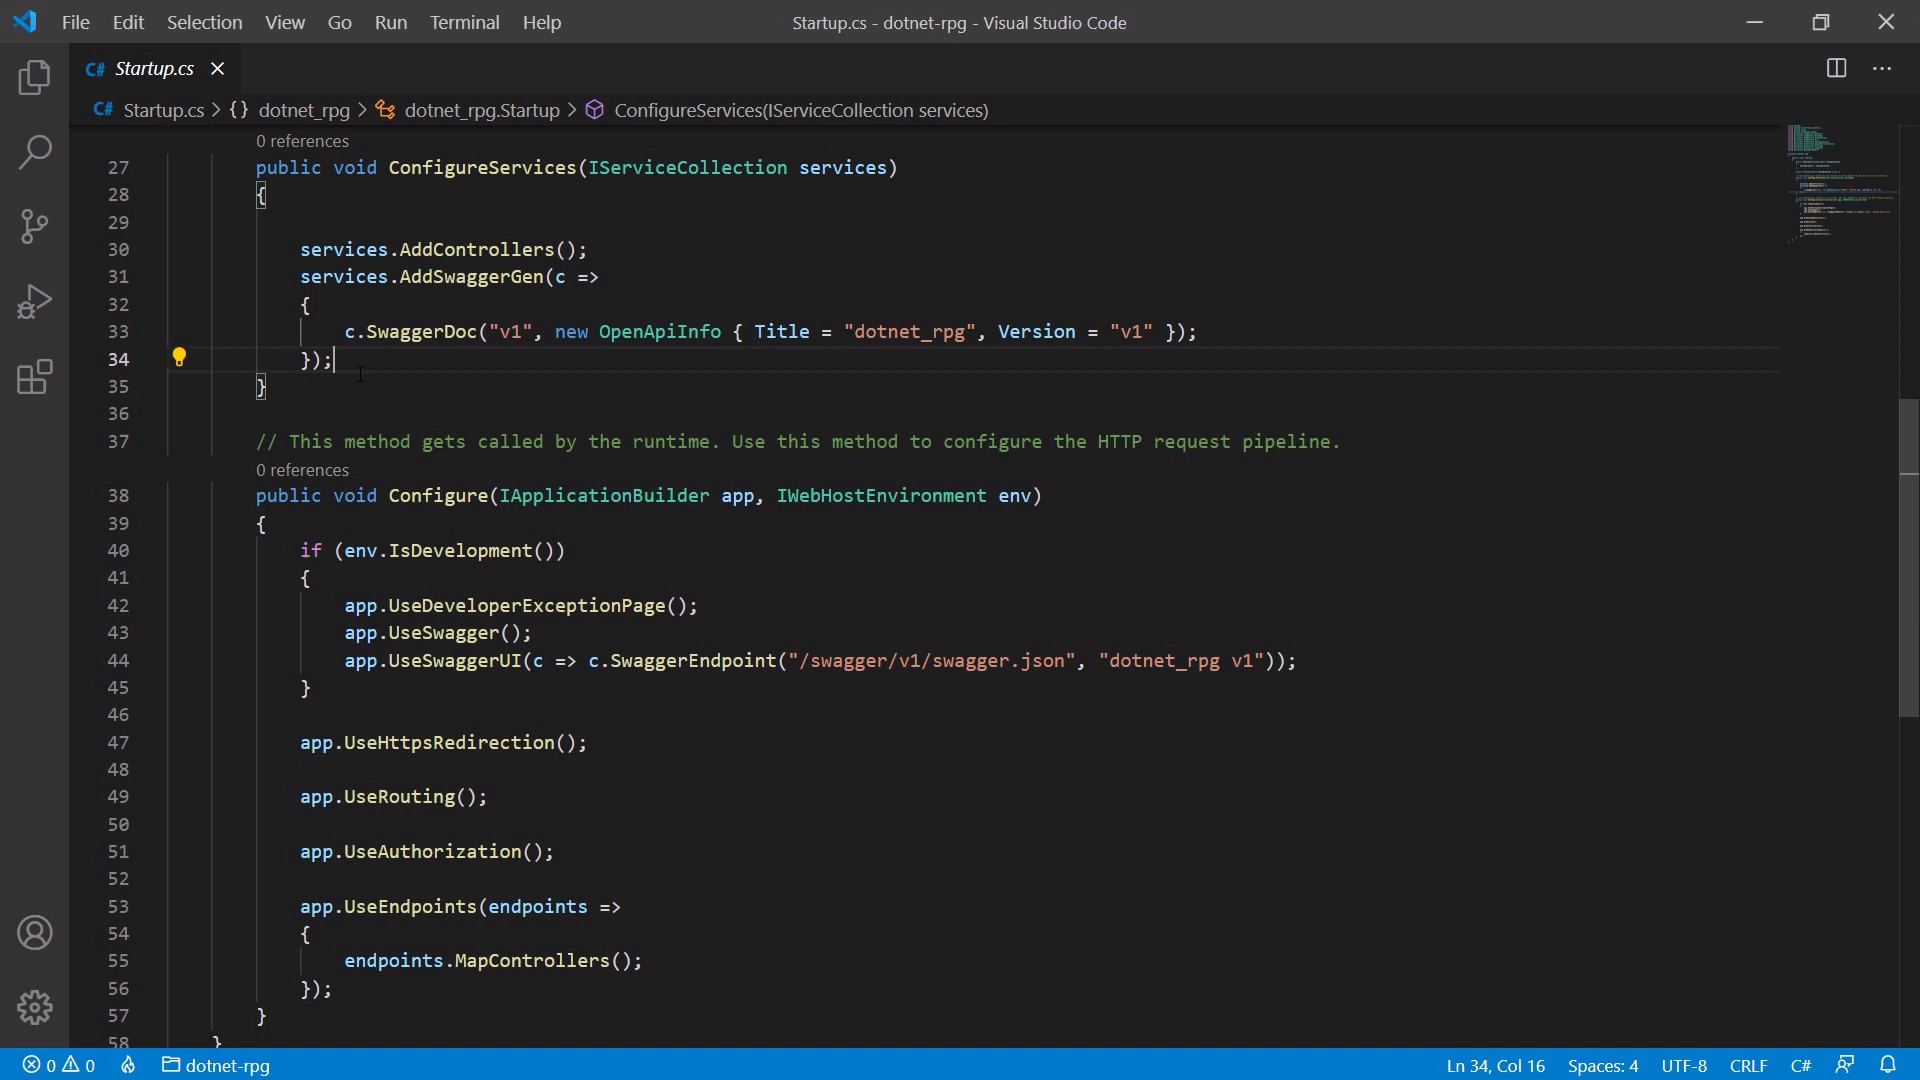 File Edit Selection View Go Run Terminal Help Startup.cs - dotnet-rpg - Visual Studio Code
C# Startup.cs
C# Startup.cs > {} dotnet_rpg > dotnet_rpg.Startup > ConfigureServices(IServiceCollection services)
0 references
27 public void ConfigureServices(IServiceCollection services)
28 {
29
30 services.AddControllers();
31 services.AddSwaggerGen(c =>
32 {
33 c.SwaggerDoc("v1", new OpenApiInfo { Title = "dotnet_rpg", Version = "v1" });
34 });
35 }
36
37 // This method gets called by the runtime. Use this method to configure the HTTP request pipeline.
0 references
38 public void Configure(IApplicationBuilder app, IWebHostEnvironment env)
39 {
40 if (env.IsDevelopment())
41 {
42 app.UseDeveloperExceptionPage();
43 app.UseSwagger();
44 app.UseSwaggerUI(c => c.SwaggerEndpoint("/swagger/v1/swagger.json", "dotnet_rpg v1"));
45 }
46
47 app.UseHttpsRedirection();
48
49 app.UseRouting();
50
51 app.UseAuthorization();
52
53 app.UseEndpoints(endpoints =>
54 {
55 endpoints.MapControllers();
56 });
57 }
58 }
0 0 dotnet-rpg Ln 34, Col 16 Spaces: 4 UTF-8 CRLF C#